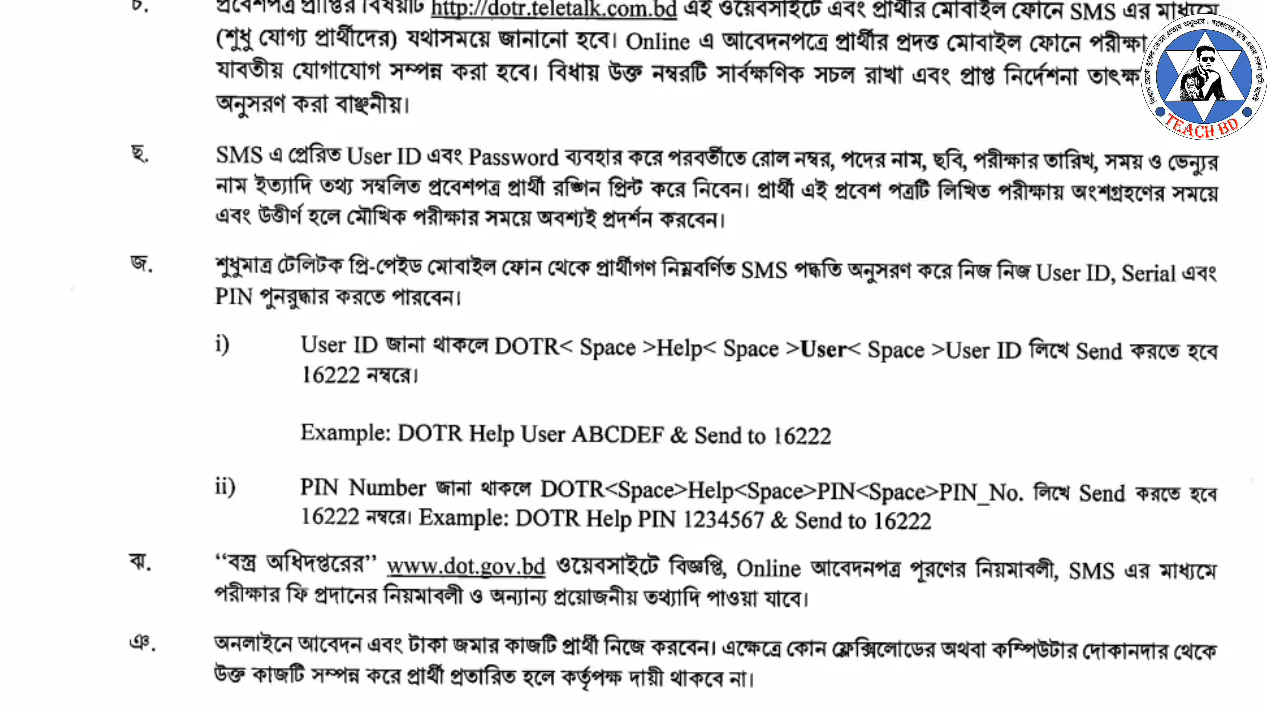 চ. প্রবেশপত্র প্রাপ্তির বিষয়টি http://dotr.teletalk.com.bd এই ওয়েবসাইটে এবং প্রার্থীর মোবাইল ফোনে SMS এর মাধ্যমে
(শুধু যোগ্য প্রার্থীদের) যথাসময়ে জানানো হবে। Online এ আবেদনপত্রে প্রার্থীর প্রদত্ত মোবাইল ফোনে পরীক্ষা
যাবতীয় যোগাযোগ সম্পন্ন করা হবে। বিধায় উক্ত নম্বরটি সার্বক্ষণিক সচল রাখা এবং প্রাপ্ত নির্দেশনা তাৎক্ষ
অনুসরণ করা বাঞ্ছনীয়।
TEACH BD
ছ. SMS এ প্রেরিত User ID এবং Password ব্যবহার করে পরবর্তীতে রোল নম্বর, পদের নাম, ছবি, পরীক্ষার তারিখ, সময় ও ভেন্যুর
নাম ইত্যাদি তথ্য সম্বলিত প্রবেশপত্র প্রার্থী রঙ্গিন প্রিন্ট করে নিবেন। প্রার্থী এই প্রবেশ পত্রটি লিখিত পরীক্ষায় অংশগ্রহণের সময়ে
এবং উত্তীর্ণ হলে মৌখিক পরীক্ষার সময়ে অবশ্যই প্রদর্শন করবেন।
জ. শুধুমাত্র টেলিটক প্রি-পেইড মোবাইল ফোন থেকে প্রার্থীগণ নিম্নবর্ণিত SMS পদ্ধতি অনুসরণ করে নিজ নিজ User ID, Serial এবং
PIN পুনরুদ্ধার করতে পারবেন।
i) User ID জানা থাকলে DOTR< Space >Help< Space >User< Space >User ID লিখে Send করতে হবে
16222 নম্বরে।
Example: DOTR Help User ABCDEF & Send to 16222
ii) PIN Number জানা থাকলে DOTR<Space>Help<Space>PIN<Space>PIN_No. লিখে Send করতে হবে
16222 নম্বরে। Example: DOTR Help PIN 1234567 & Send to 16222
ঝ. “বস্ত্র অধিদপ্তরের” www.dot.gov.bd ওয়েবসাইটে বিজ্ঞপ্তি, Online আবেদনপত্র পূরণের নিয়মাবলী, SMS এর মাধ্যমে
পরীক্ষার ফি প্রদানের নিয়মাবলী ও অন্যান্য প্রয়োজনীয় তথ্যাদি পাওয়া যাবে।
ঞ. অনলাইনে আবেদন এবং টাকা জমার কাজটি প্রার্থী নিজে করবেন। এক্ষেত্রে কোন ফ্লেক্সিলোডের অথবা কম্পিউটার দোকানদার থেকে
উক্ত কাজটি সম্পন্ন করে প্রার্থী প্রতারিত হলে কর্তৃপক্ষ দায়ী থাকবে না।